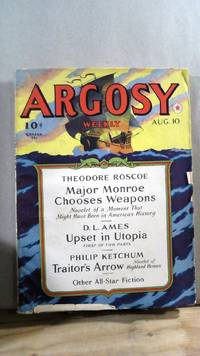 ARGOSY
10¢
WEEKLY
AUG. 10
THEODORE ROSCOE
Major Monroe
Chooses Weapons
Novelet of a Moment That
Might Have Been in America's History
D. L. AMES
Upset in Utopia
FIRST OF TWO PARTS
PHILIP KETCHUM
Traitor's Arrow
Novelet of
Highland Heroes
Other All-Star Fiction